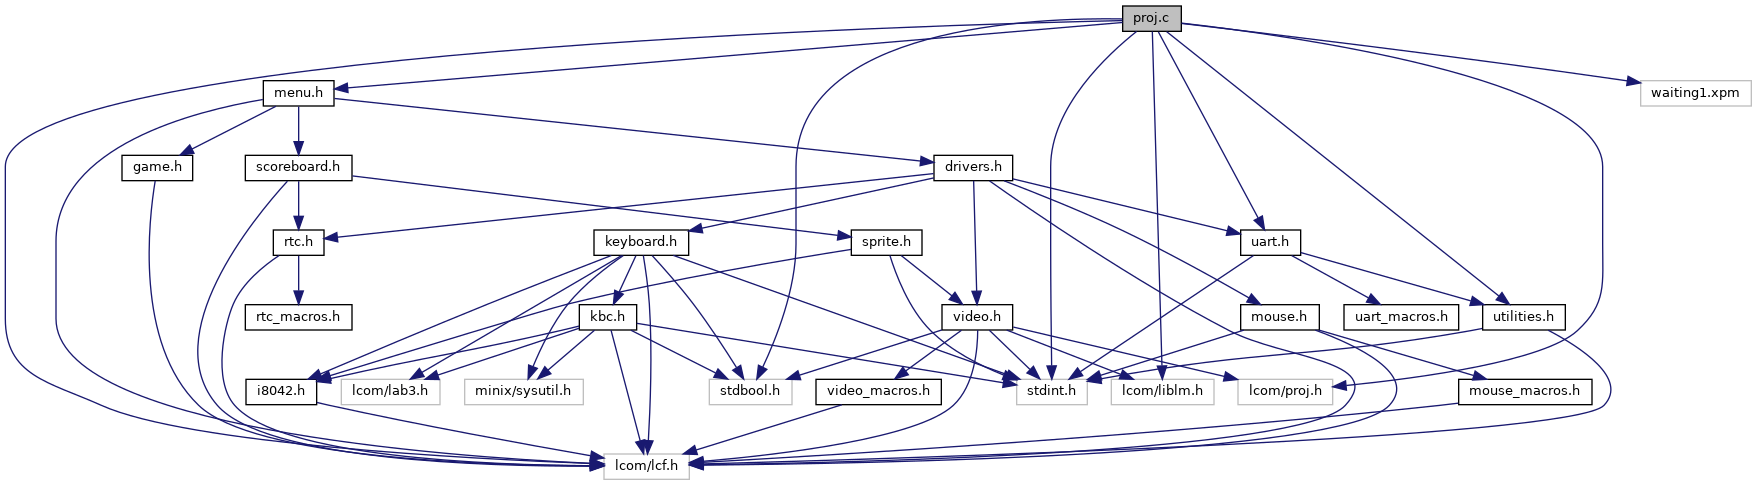 proj.c
menu.h
waiting1.xpm
game.h
scoreboard.h
drivers.h
rtc.h
keyboard.h
sprite.h
uart.h
rtc_macros.h
kbc.h
video.h
mouse.h
uart_macros.h
utilities.h
i8042.h
lcom/lab3.h
minix/sysutil.h
stdbool.h
video_macros.h
stdint.h
lcom/liblm.h
lcom/proj.h
mouse_macros.h
lcom/lcf.h